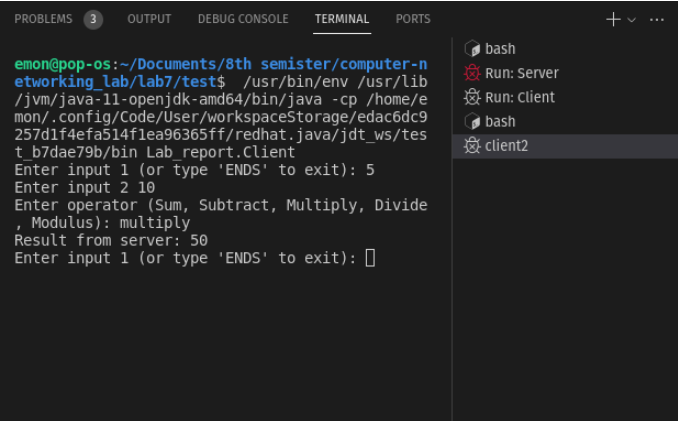 PROBLEMS 3 OUTPUT DEBUG CONSOLE TERMINAL PORTS
emon@pop-os:~/Documents/8th semister/computer-n
etworking_lab/lab7/test$  /usr/bin/env /usr/lib
/jvm/java-11-openjdk-amd64/bin/java -cp /home/e
mon/.config/Code/User/workspaceStorage/edac6dc9
257d1f4efa514f1ea96365ff/redhat.java/jdt_ws/tes
t_b7dae79b/bin Lab_report.Client
Enter input 1 (or type 'ENDS' to exit): 5
Enter input 2 10
Enter operator (Sum, Subtract, Multiply, Divide
, Modulus): multiply
Result from server: 50
Enter input 1 (or type 'ENDS' to exit):
bash
Run: Server
Run: Client
bash
client2